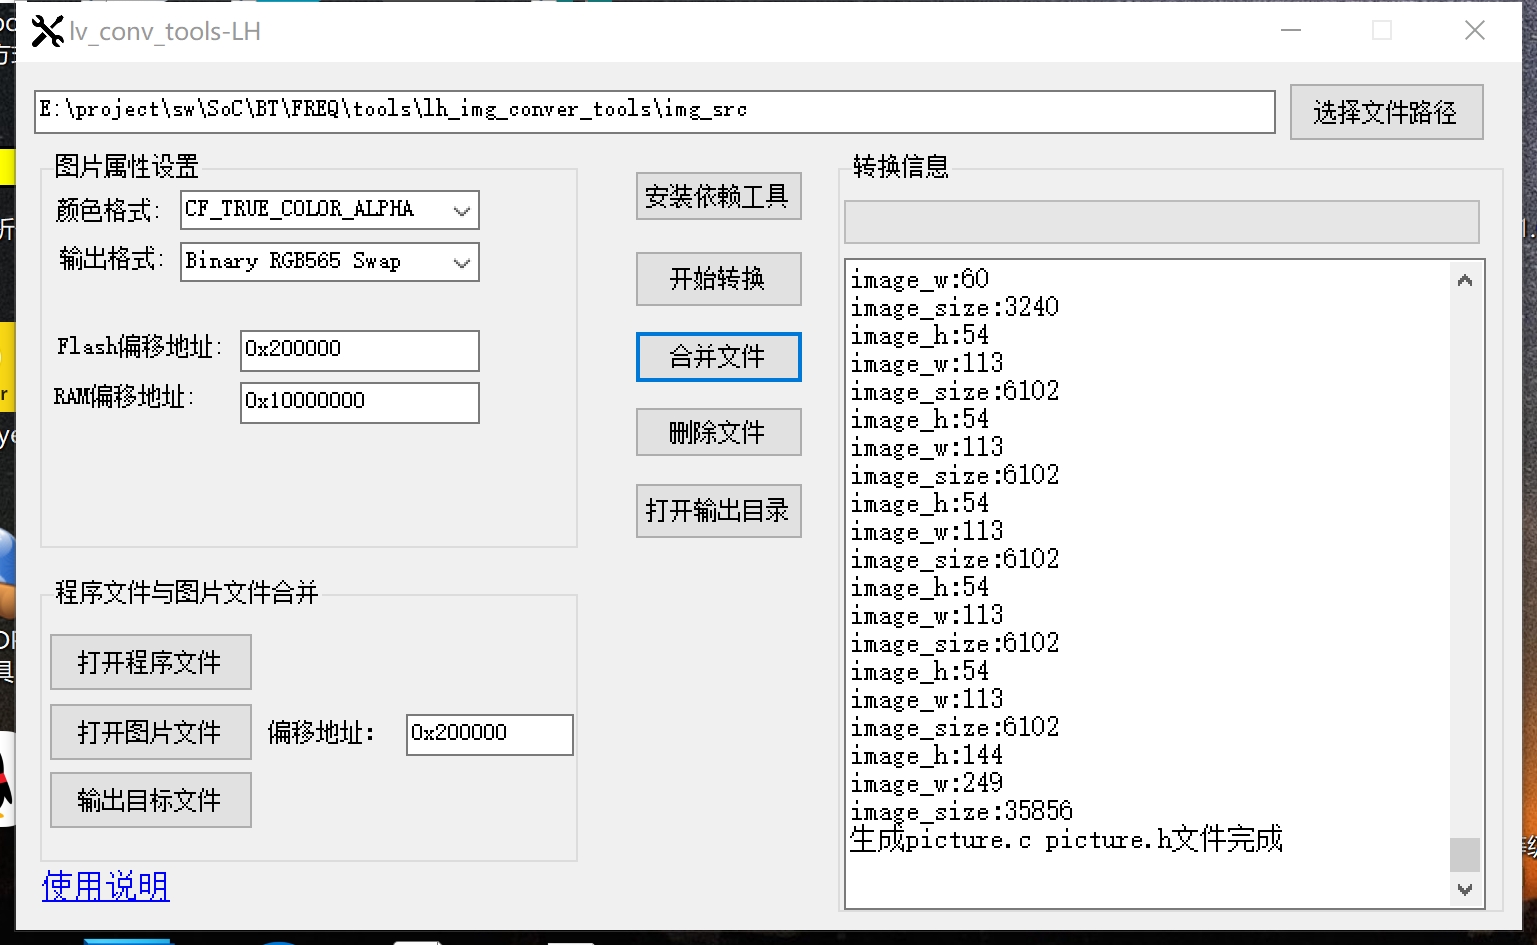 lv_conv_tools-LH
E:\project\sw\SoC\BT\FREQ\tools\lh_img_conver_tools\img_src
选择文件路径
图片属性设置
颜色格式:
CF_TRUE_COLOR_ALPHA
输出格式:
Binary RGB565 Swap
Flash偏移地址:
0x200000
RAM偏移地址:
0x10000000
安装依赖工具
开始转换
合并文件
删除文件
打开输出目录
程序文件与图片文件合并
打开程序文件
打开图片文件
偏移地址:
0x200000
输出目标文件
使用说明
转换信息
image_w:60
image_size:3240
image_h:54
image_w:113
image_size:6102
image_h:54
image_w:113
image_size:6102
image_h:54
image_w:113
image_size:6102
image_h:54
image_w:113
image_size:6102
image_h:54
image_w:113
image_size:6102
image_h:144
image_w:249
image_size:35856
生成picture.c picture.h文件完成